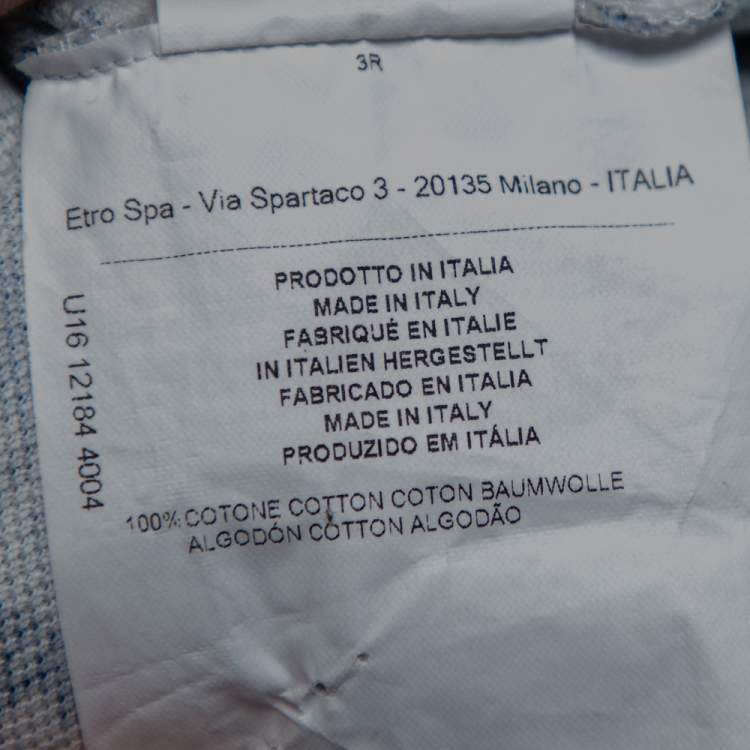 3R
Etro Spa - Via Spartaco 3 - 20135 Milano - ITALIA
PRODOTTO IN ITALIA
MADE IN ITALY
FABRIQUÉ EN ITALIE
IN ITALIEN HERGESTELLT
FABRICADO EN ITALIA
MADE IN ITALY
PRODUZIDO EM ITÁLIA
100% COTONE COTTON COTON BAUMWOLLE
ALGODÓN COTTON ALGODÃO
U16 12184 4004